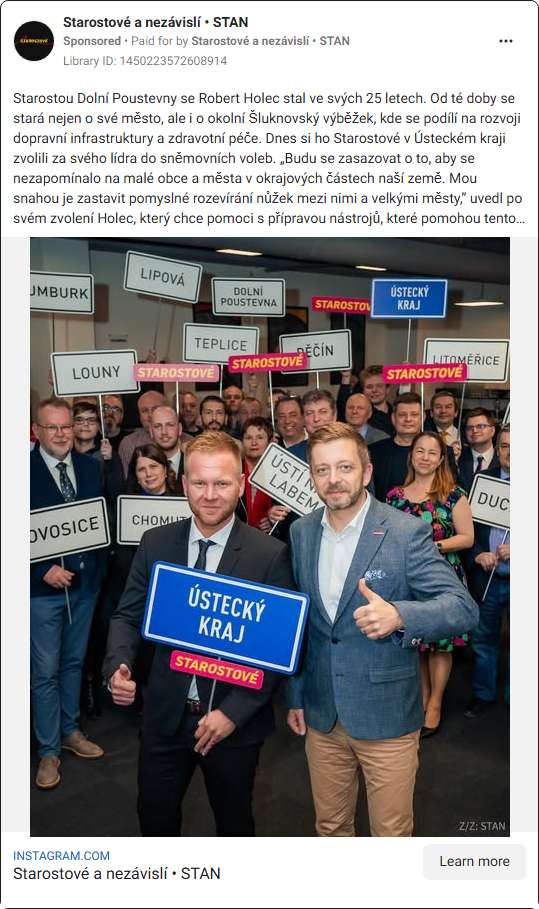 Starostové a nezávislí • STAN
Sponsored • Paid for by Starostové a nezávislí • STAN
Library ID: 1450223572608914
Starostou Dolní Poustevny se Robert Holec stal ve svých 25 letech. Od té doby se
stará nejen o své město, ale i o okolní Šluknovský výběžek, kde se podílí na rozvoji
dopravní infrastruktury a zdravotní péče. Dnes si ho Starostové v Ústeckém kraji
zvolili za svého lídra do sněmovních voleb. „Budu se zasazovat o to, aby se
nezapomínalo na malé obce a města v okrajových částech naší země. Mou
snahou je zastavit pomyslné rozevírání nůžek mezi nimi a velkými městy,“ uvedl po
svém zvolení Holec, který chce pomoci s přípravou nástrojů, které pomohou tento...
LIPOVÁ
UMBURK
DOLNÍ
POUSTEVNA
ÚSTECKÝ
KRAJ
STAROSTOV
TEPLICE
DĚČÍN
LITOMĚŘICE
LOUNY
STAROSTOVÉ
STAROSTOVÉ
STAROSTOVÉ
ÚSTÍ N
LABEM
DUC
OVOSICE
CHOMUT
ÚSTECKÝ
KRAJ
STAROSTOVÉ
Z/Z: STAN
INSTAGRAM.COM
Starostové a nezávislí • STAN
Learn more